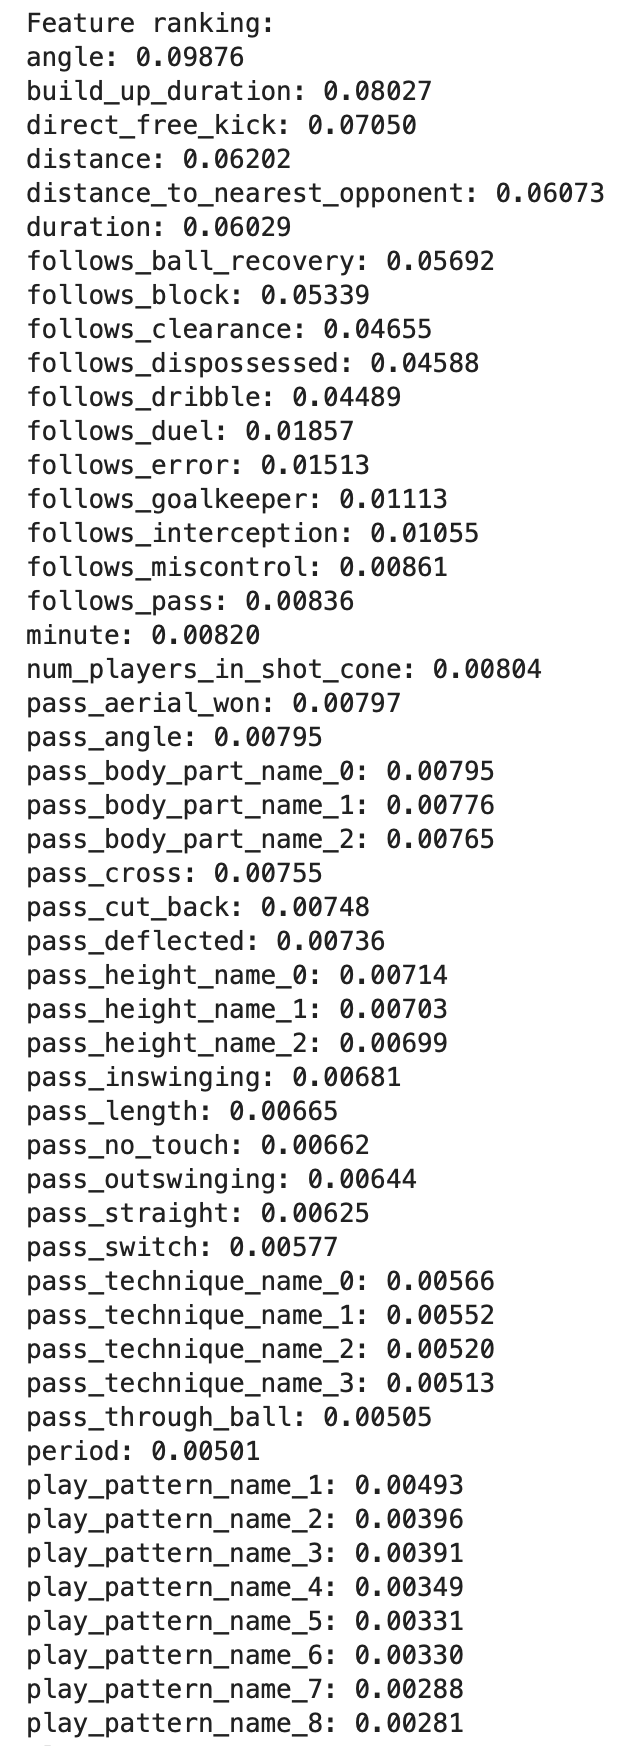 Feature ranking:
angle: 0.09876
build_up_duration: 0.08027
direct_free_kick: 0.07050
distance: 0.06202
distance_to_nearest_opponent: 0.06073
duration: 0.06029
follows_ball_recovery: 0.05692
follows_block: 0.05339
follows_clearance: 0.04655
follows_dispossessed: 0.04588
follows_dribble: 0.04489
follows_duel: 0.01857
follows_error: 0.01513
follows_goalkeeper: 0.01113
follows_interception: 0.01055
follows_miscontrol: 0.00861
follows_pass: 0.00836
minute: 0.00820
num_players_in_shot_cone: 0.00804
pass_aerial_won: 0.00797
pass_angle: 0.00795
pass_body_part_name_0: 0.00795
pass_body_part_name_1: 0.00776
pass_body_part_name_2: 0.00765
pass_cross: 0.00755
pass_cut_back: 0.00748
pass_deflected: 0.00736
pass_height_name_0: 0.00714
pass_height_name_1: 0.00703
pass_height_name_2: 0.00699
pass_inswinging: 0.00681
pass_length: 0.00665
pass_no_touch: 0.00662
pass_outswinging: 0.00644
pass_straight: 0.00625
pass_switch: 0.00577
pass_technique_name_0: 0.00566
pass_technique_name_1: 0.00552
pass_technique_name_2: 0.00520
pass_technique_name_3: 0.00513
pass_through_ball: 0.00505
period: 0.00501
play_pattern_name_1: 0.00493
play_pattern_name_2: 0.00396
play_pattern_name_3: 0.00391
play_pattern_name_4: 0.00349
play_pattern_name_5: 0.00331
play_pattern_name_6: 0.00330
play_pattern_name_7: 0.00288
play_pattern_name_8: 0.00281